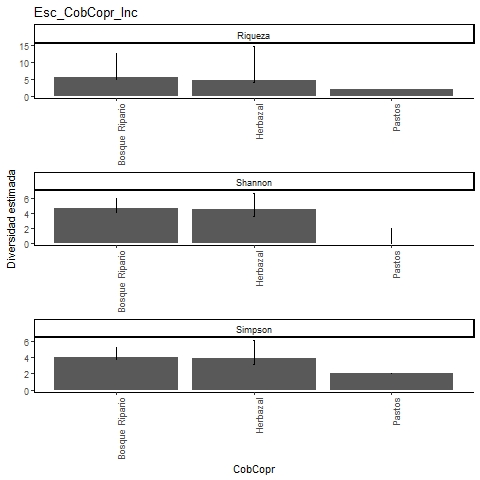 Esc_CobCopr_Inc
Riqueza
15
10
5
0
Bosque Ripario
Herbazal
Pastos
Shannon
6
4
2
0
Bosque Ripario
Herbazal
Pastos
Simpson
6
4
2
0
Bosque Ripario
Herbazal
Pastos
Diversidad estimada
CobCopr